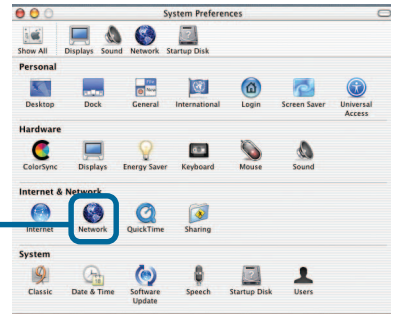 System Preferences
Show All Displays Sound Network Startup Disk
Personal
Desktop Dock General International Login Screen Saver Universal Access
Hardware
ColorSync Displays Energy Saver Keyboard Mouse Sound
Internet & Network
Internet Network QuickTime Sharing
System
Classic Date & Time Software Update Speech Startup Disk Users